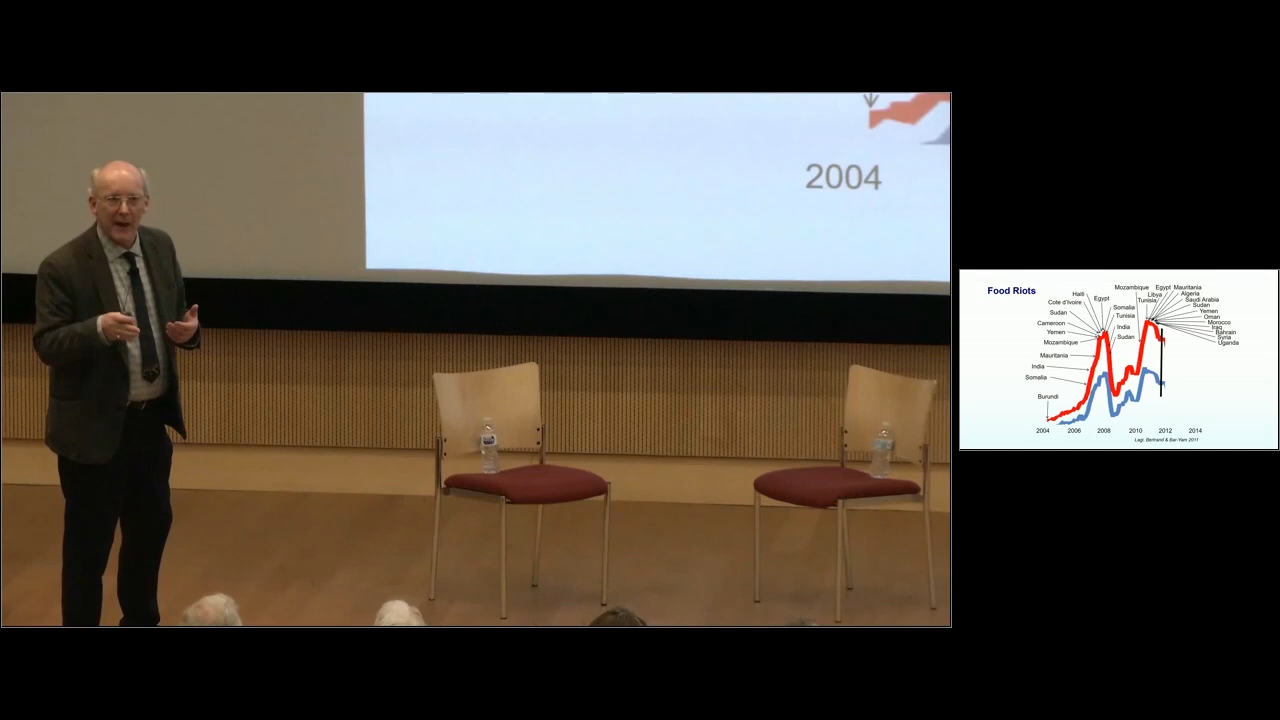 2004
Food Riots
Mozambique
Egypt
Mauritania
Haiti
Egypt
Libya
Algeria
Cote d'Ivoire
Tunisia
Saudi Arabia
Somalia
Sudan
Sudan
Yemen
Tunisia
Oman
Cameroon
India
Morocco
Iraq
Yemen
Bahrain
Sudan
Syria
Mozambique
Uganda
Mauritania
India
Somalia
Burundi
2004 2006 2008 2010 2012 2014
Lagi, Bertrand & Bar-Yam 2011